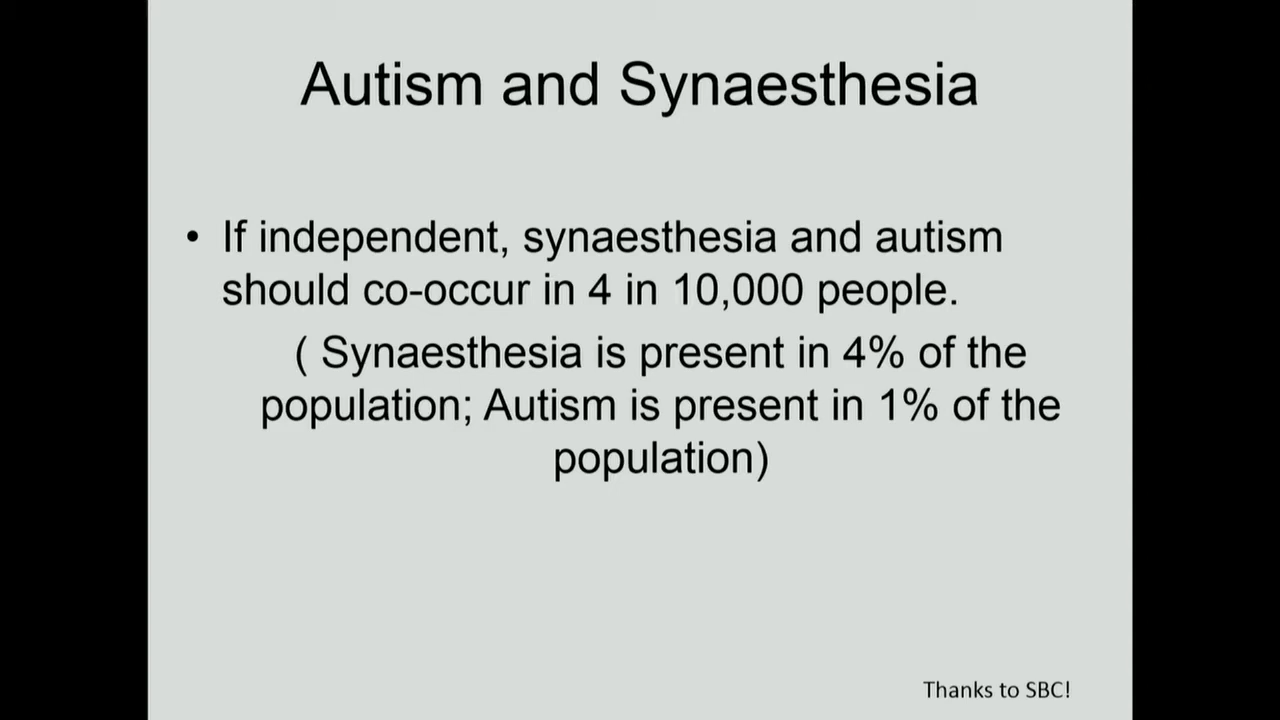 Autism and Synaesthesia
• If independent, synaesthesia and autism
should co-occur in 4 in 10,000 people.
( Synaesthesia is present in 4% of the
population; Autism is present in 1% of the
population)
Thanks to SBC!